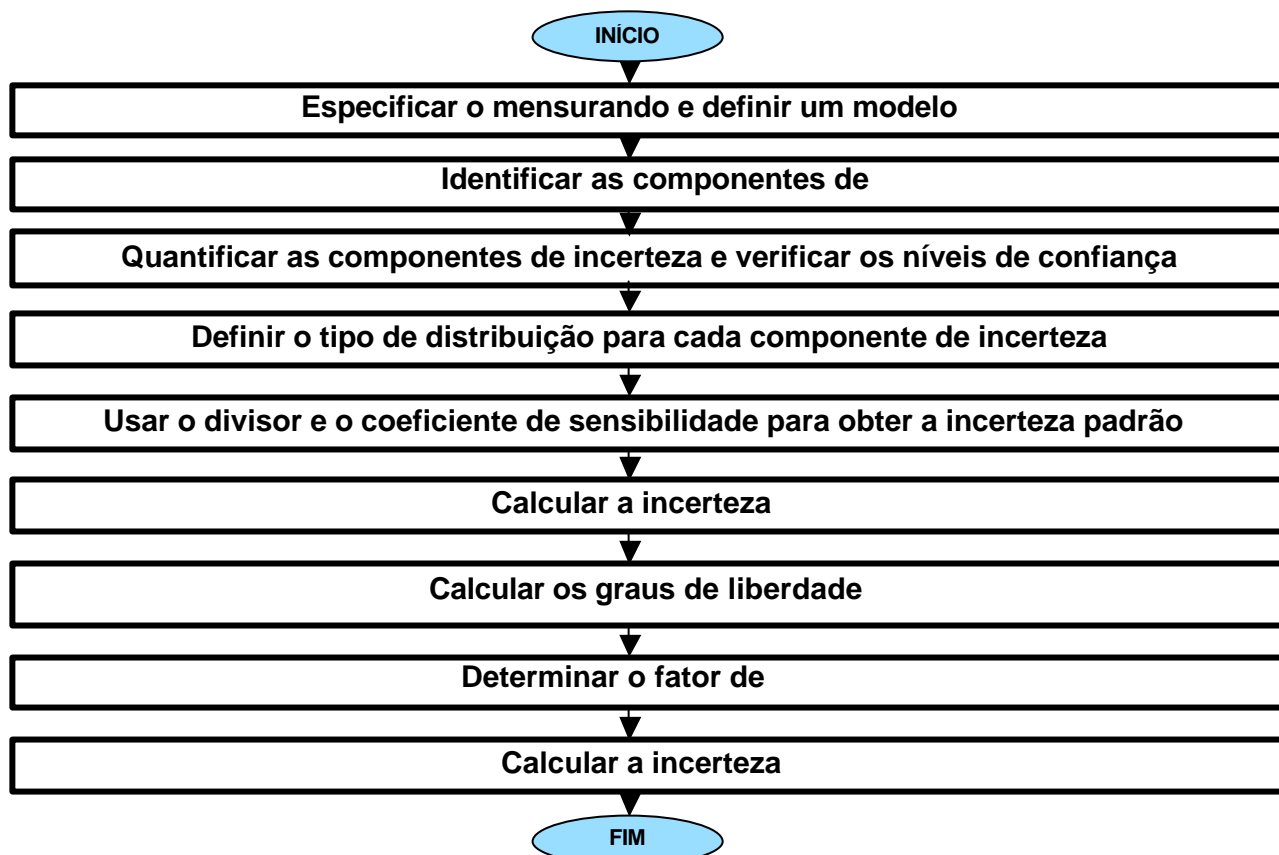 INÍCIO
Especificar o mensurando e definir um modelo
Identificar as componentes de
Quantificar as componentes de incerteza e verificar os níveis de confiança
Definir o tipo de distribuição para cada componente de incerteza
Usar o divisor e o coeficiente de sensibilidade para obter a incerteza padrão
Calcular a incerteza
Calcular os graus de liberdade
Determinar o fator de
Calcular a incerteza
FIM